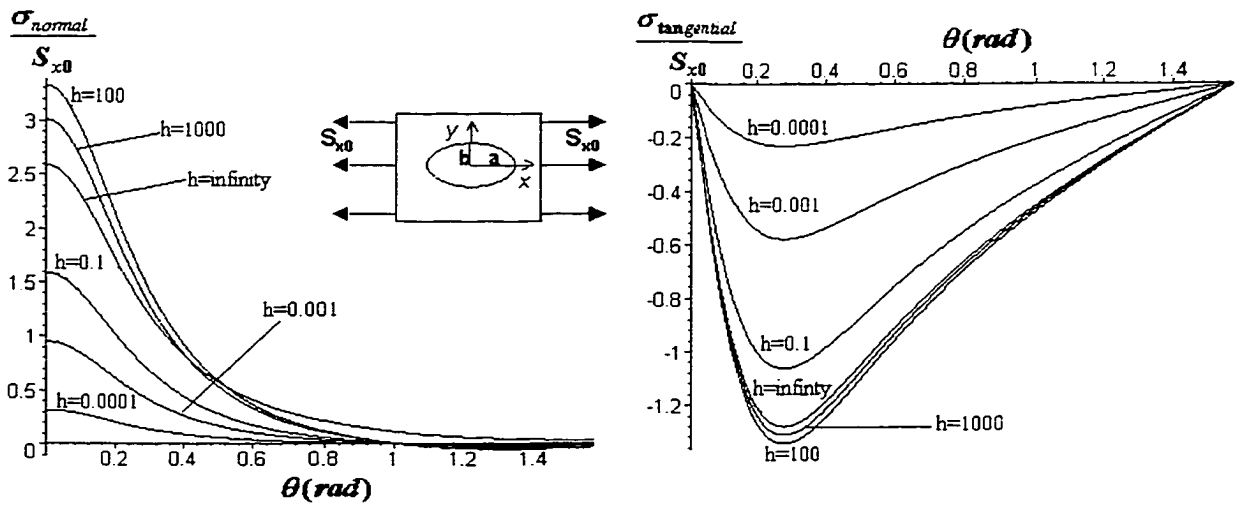 σnormal
Sx0
h=100
h=1000
h=infinity
h=0.1
h=0.001
h=0.0001
3
2.5
2
1.5
1
0.5
0
0.2 0.4 0.6 0.8 1 1.2 1.4
θ(rad)
Sx0 Sx0
y
b a
x
σtangential
Sx0
θ(rad)
0.2 0.4 0.6 0.8 1 1.2 1.4
0
-0.2
-0.4
-0.6
-0.8
-1
-1.2
h=0.0001
h=0.001
h=0.1
h=infinty
h=1000
h=100